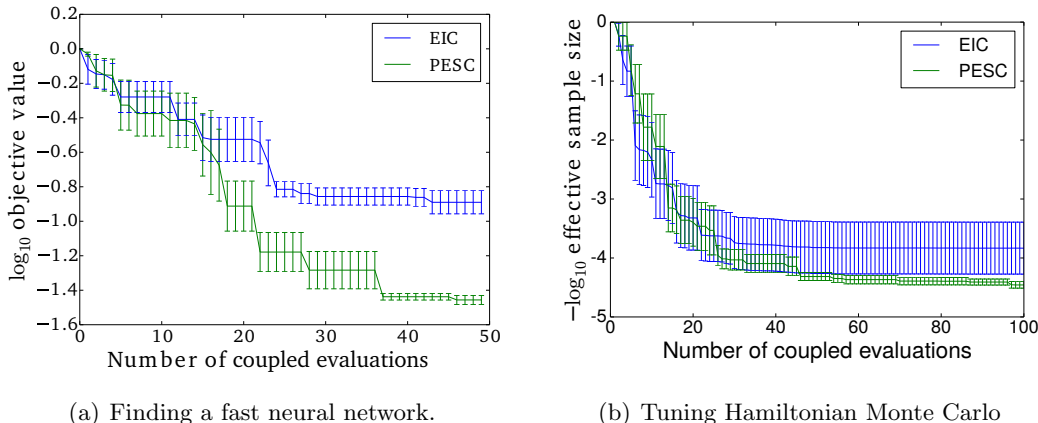 0.2
0.0
−0.2
−0.4
−0.6
−0.8
−1.0
−1.2
−1.4
−1.6
log10 objective value
EIC
PESC
0 10 20 30 40 50
Number of coupled evaluations
(a) Finding a fast neural network.
-0
-1
-2
-3
-4
-5
−log10 effective sample size
EIC
PESC
0 20 40 60 80 100
Number of coupled evaluations
(b) Tuning Hamiltonian Monte Carlo